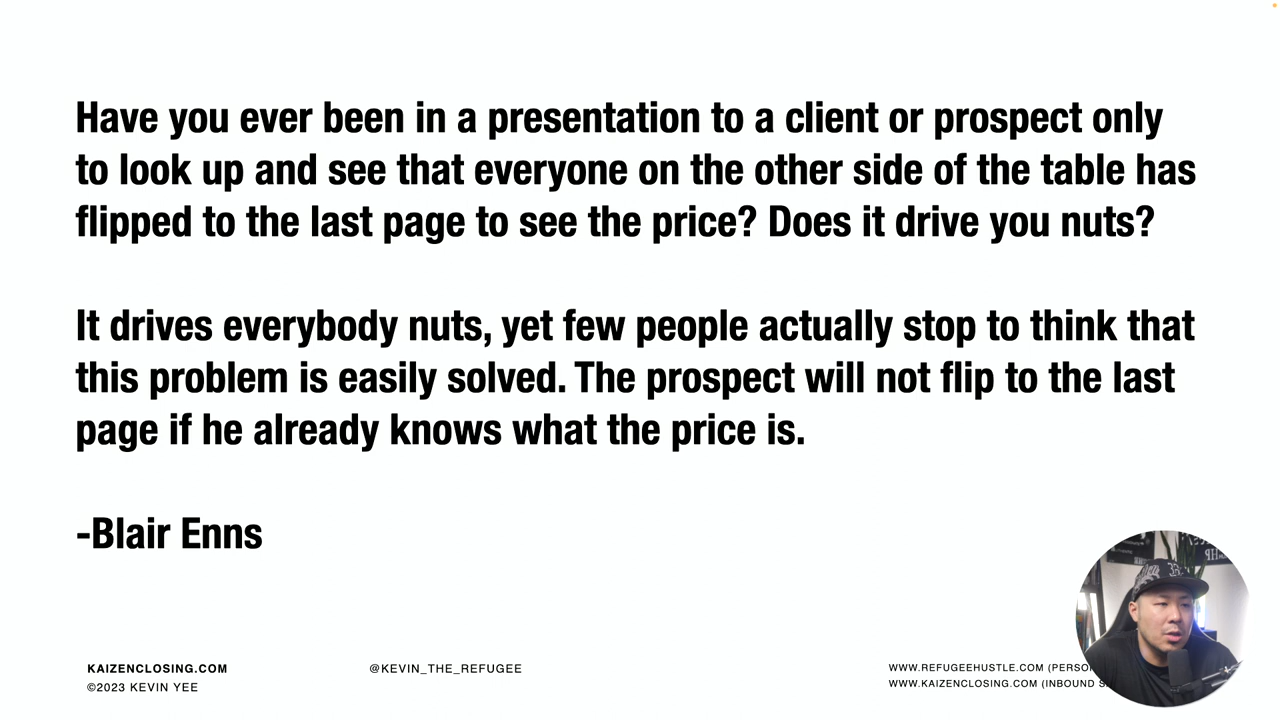 Have you ever been in a presentation to a client or prospect only
to look up and see that everyone on the other side of the table has
flipped to the last page to see the price? Does it drive you nuts?
It drives everybody nuts, yet few people actually stop to think that
this problem is easily solved. The prospect will not flip to the last
page if he already knows what the price is.
-Blair Enns
KAIZENCLOSING.COM
©2023 KEVIN YEE
@KEVIN_THE_REFUGEE
WWW.REFUGEEHUSTLE.COM
WWW.KAIZENCLOSING.COM (INBOUND